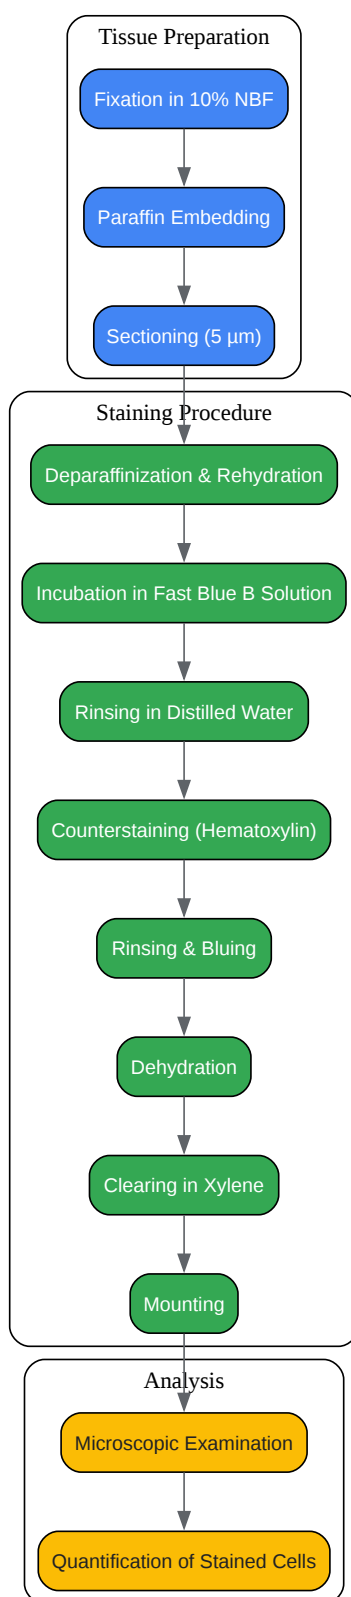 Tissue Preparation
Fixation in 10% NBF
Paraffin Embedding
Sectioning (5 µm)
Staining Procedure
Deparaffinization & Rehydration
Incubation in Fast Blue B Solution
Rinsing in Distilled Water
Counterstaining (Hematoxylin)
Rinsing & Bluing
Dehydration
Clearing in Xylene
Mounting
Analysis
Microscopic Examination
Quantification of Stained Cells